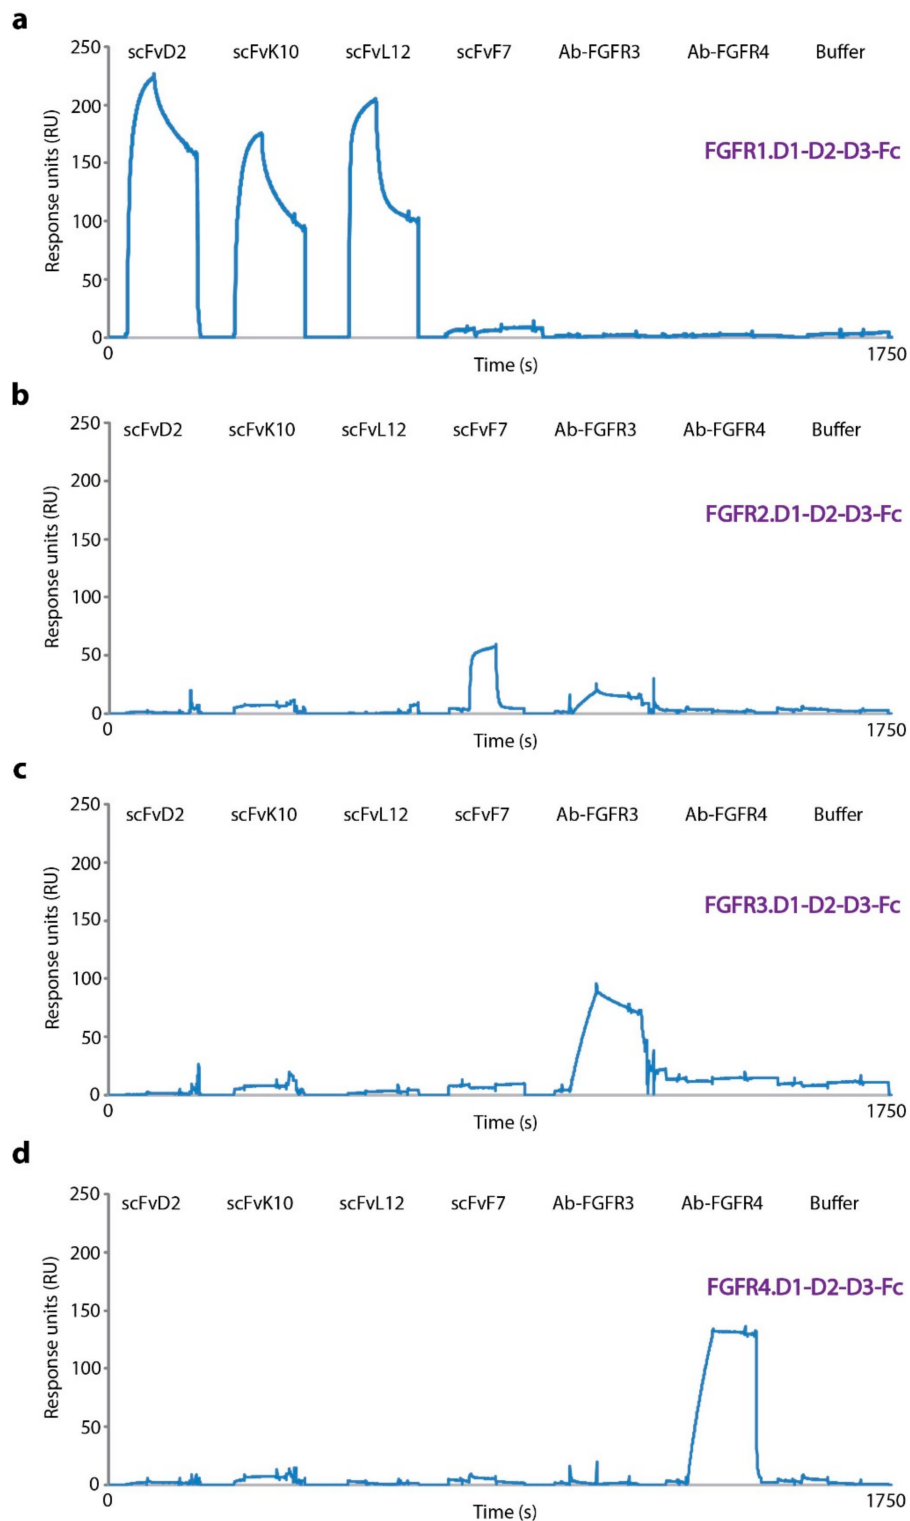 a
250 scFvD2 scFvK10 scFvL12 scFvF7 Ab-FGFR3 Ab-FGFR4 Buffer
200
150 FGFR1.D1-D2-D3-Fc
100
50
0
Response units (RU)
0 1750
Time (s)
b
250 scFvD2 scFvK10 scFvL12 scFvF7 Ab-FGFR3 Ab-FGFR4 Buffer
200
FGFR2.D1-D2-D3-Fc
150
100
50
0
Response units (RU)
0 1750
Time (s)
c
250 scFvD2 scFvK10 scFvL12 scFvF7 Ab-FGFR3 Ab-FGFR4 Buffer
200
FGFR3.D1-D2-D3-Fc
150
100
50
0
Response units (RU)
0 1750
Time (s)
d
250 scFvD2 scFvK10 scFvL12 scFvF7 Ab-FGFR3 Ab-FGFR4 Buffer
200
FGFR4.D1-D2-D3-Fc
150
100
50
0
Response units (RU)
0 1750
Time (s)